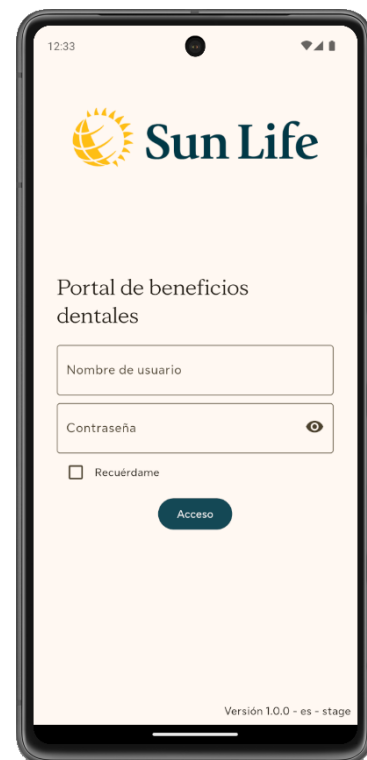 12:33
Sun Life
Portal de beneficios
dentales
Nombre de usuario
Contraseña
Recuérdame
Acceso
Versión 1.0.0 - es - stage